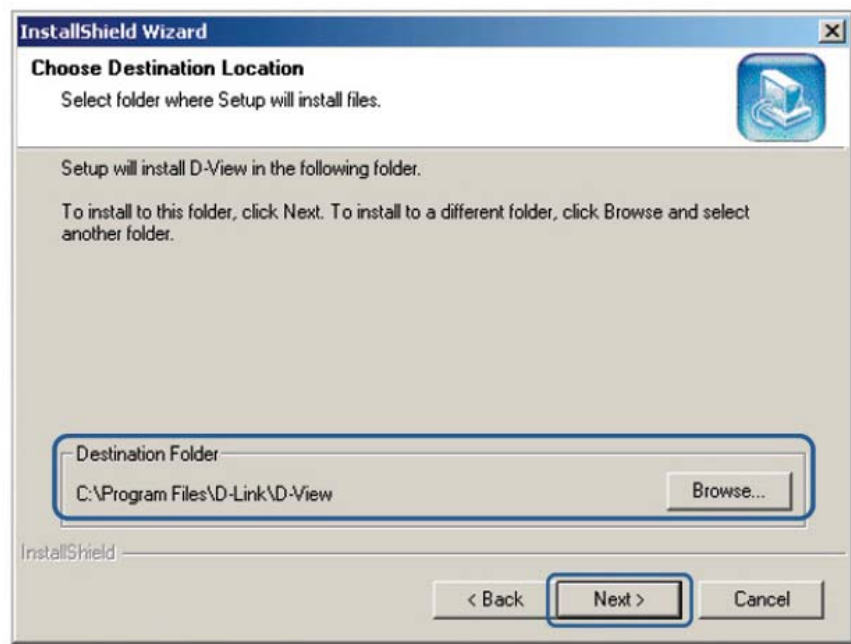 InstallShield Wizard
Choose Destination Location
Select folder where Setup will install files.
Setup will install D-View in the following folder.
To install to this folder, click Next. To install to a different folder, click Browse and select
another folder.
Destination Folder
C:\Program Files\D-Link\D-View
Browse...
InstallShield
< Back
Next >
Cancel